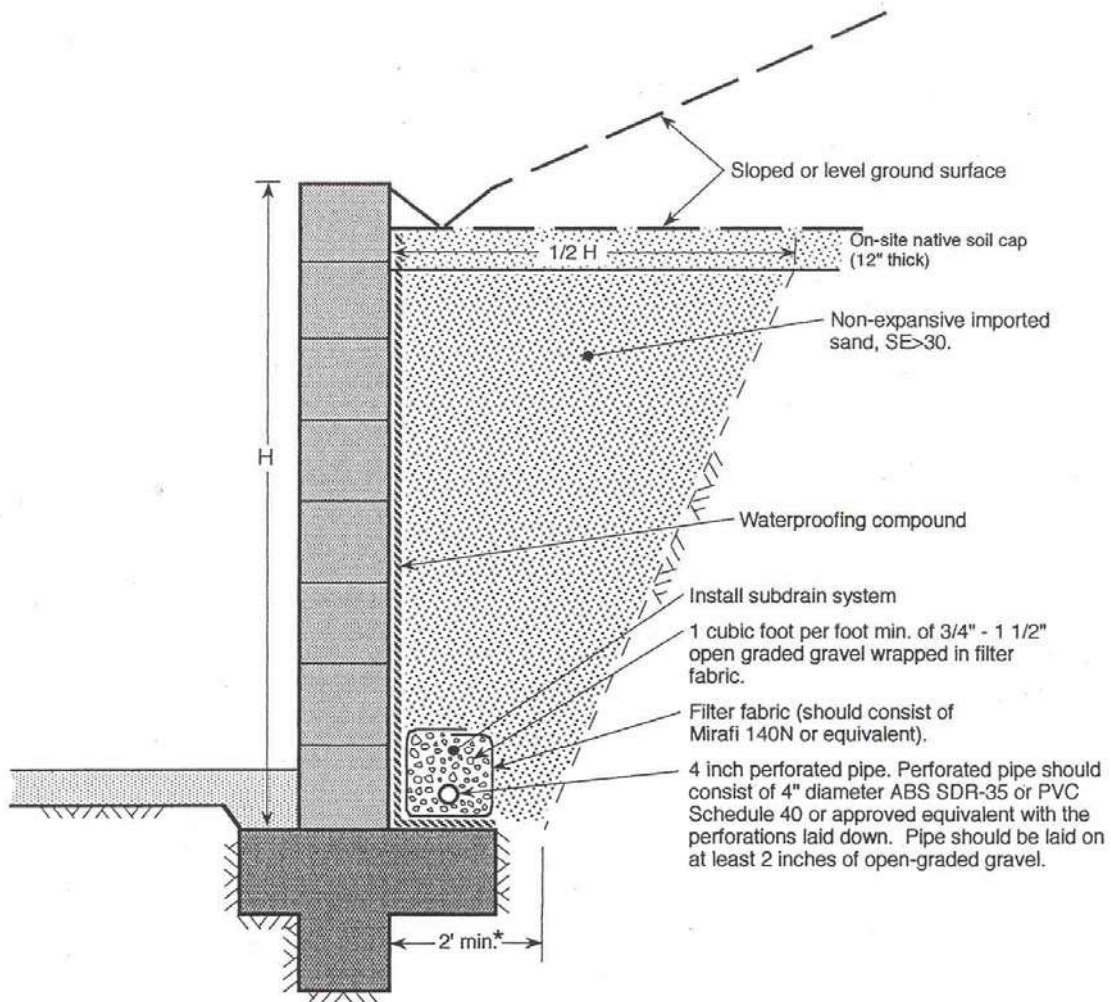 Sloped or level ground surface
1/2 H
On-site native soil cap
(12" thick)
Non-expansive imported
sand, SE>30.
H
Waterproofing compound
Install subdrain system
1 cubic foot per foot min. of 3/4" - 1 1/2"
open graded gravel wrapped in filter
fabric.
Filter fabric (should consist of
Mirafi 140N or equivalent).
4 inch perforated pipe. Perforated pipe should
consist of 4" diameter ABS SDR-35 or PVC
Schedule 40 or approved equivalent with the
perforations laid down. Pipe should be laid on
at least 2 inches of open-graded gravel.
2' min.*